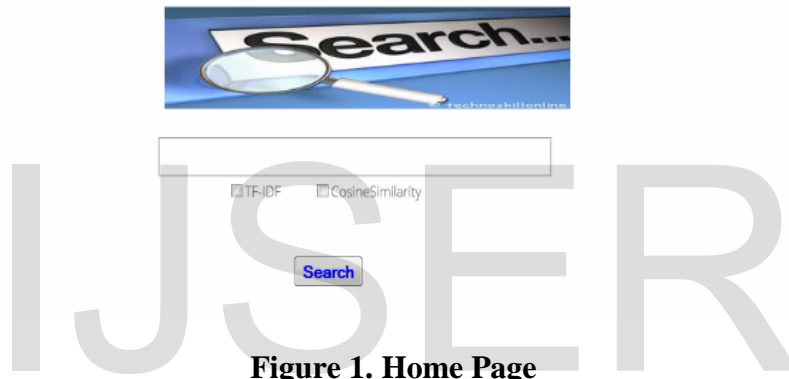 Search...
© technoskillonline
TF-IDF CosineSimilarity
Search
IJSER
Figure 1. Home Page